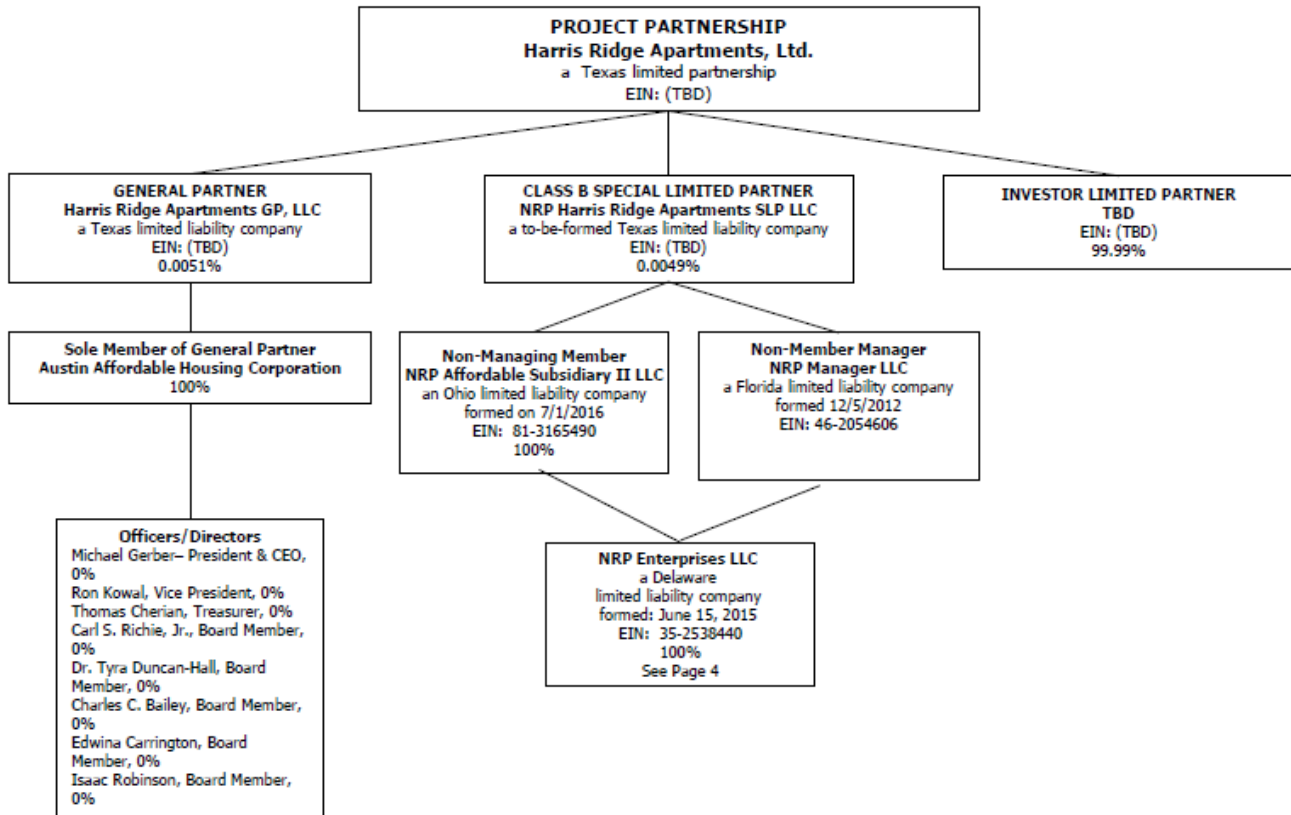 PROJECT PARTNERSHIP
Harris Ridge Apartments, Ltd.
a Texas limited partnership
EIN: (TBD)
GENERAL PARTNER
Harris Ridge Apartments GP, LLC
a Texas limited liability company
EIN: (TBD)
0.0051%
CLASS B SPECIAL LIMITED PARTNER
NRP Harris Ridge Apartments SLP LLC
a to-be-formed Texas limited liability company
EIN: (TBD)
0.0049%
INVESTOR LIMITED PARTNER
TBD
EIN: (TBD)
99.99%
Sole Member of General Partner
Austin Affordable Housing Corporation
100%
Non-Managing Member
NRP Affordable Subsidiary II LLC
an Ohio limited liability company
formed on 7/1/2016
EIN: 81-3165490
100%
Non-Member Manager
NRP Manager LLC
a Florida limited liability company
formed 12/5/2012
EIN: 46-2054606
Officers/Directors
Michael Gerber– President & CEO,
0%
Ron Kowal, Vice President, 0%
Thomas Cherian, Treasurer, 0%
Carl S. Richie, Jr., Board Member,
0%
Dr. Tyra Duncan-Hall, Board
Member, 0%
Charles C. Bailey, Board Member,
0%
Edwina Carrington, Board
Member, 0%
Isaac Robinson, Board Member,
0%
NRP Enterprises LLC
a Delaware
limited liability company
formed: June 15, 2015
EIN: 35-2538440
100%
See Page 4